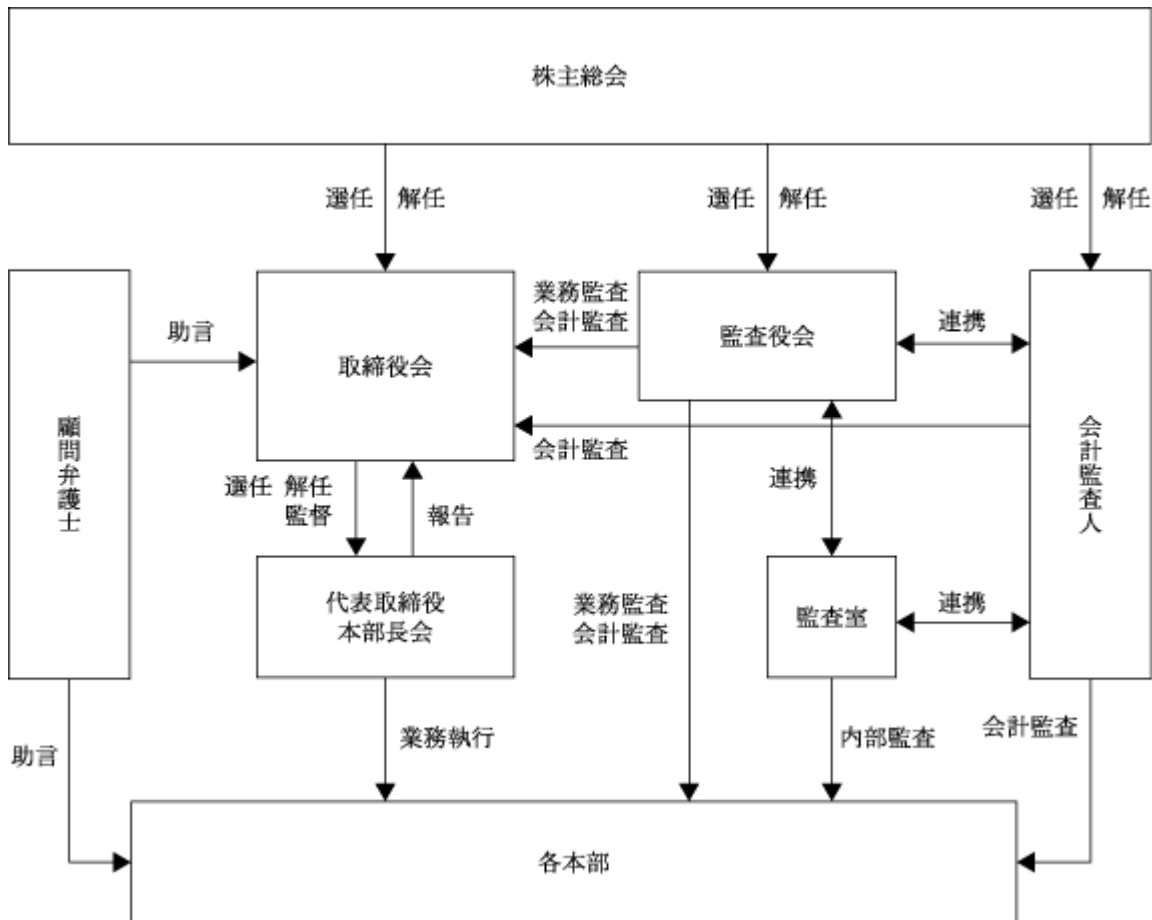 株主総会
選任 解任
選任 解任
選任 解任
顧問弁護士
助言
取締役会
業務監査
会計監査
監査役会
連携
会計監査人
会計監査
選任 解任
監督
報告
連携
代表取締役
本部長会
業務監査
会計監査
監査室
連携
助言
業務執行
内部監査
会計監査
各本部